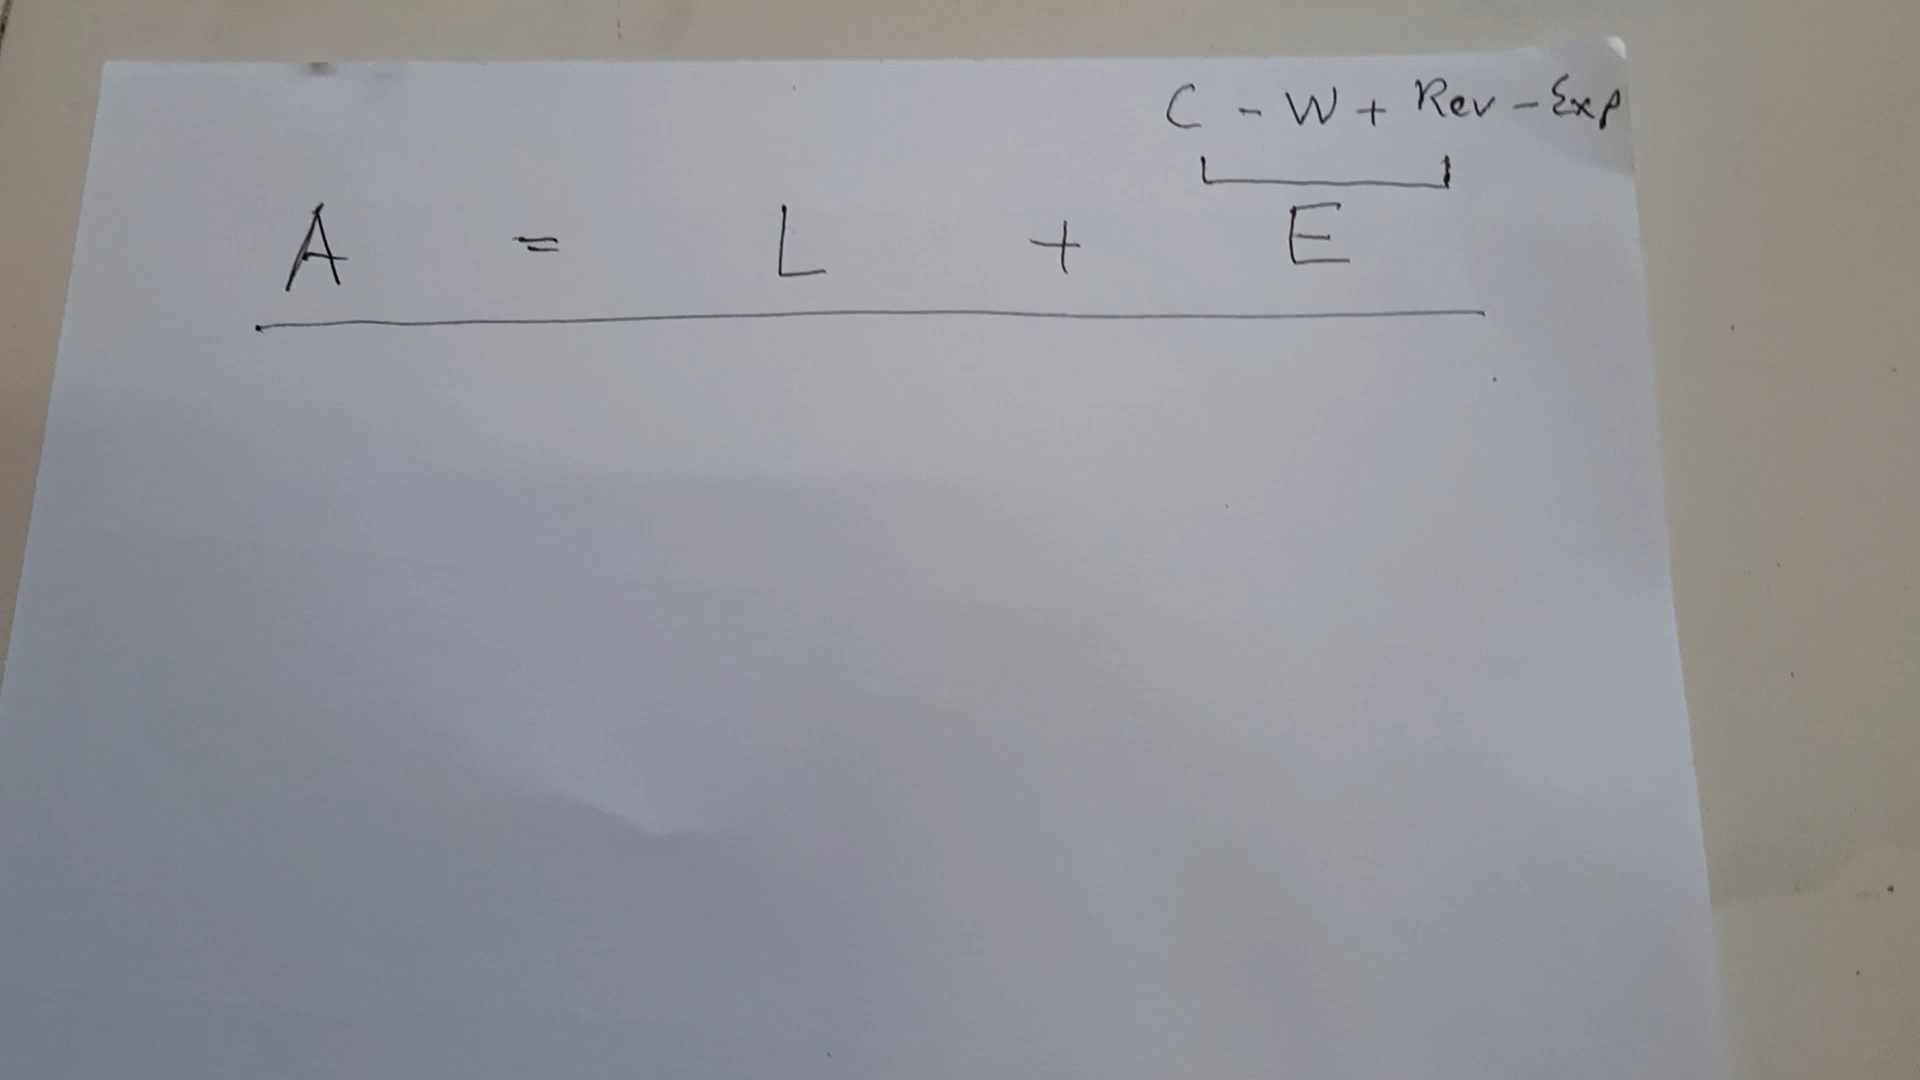 C - W + Rev - Exp
A = L + E